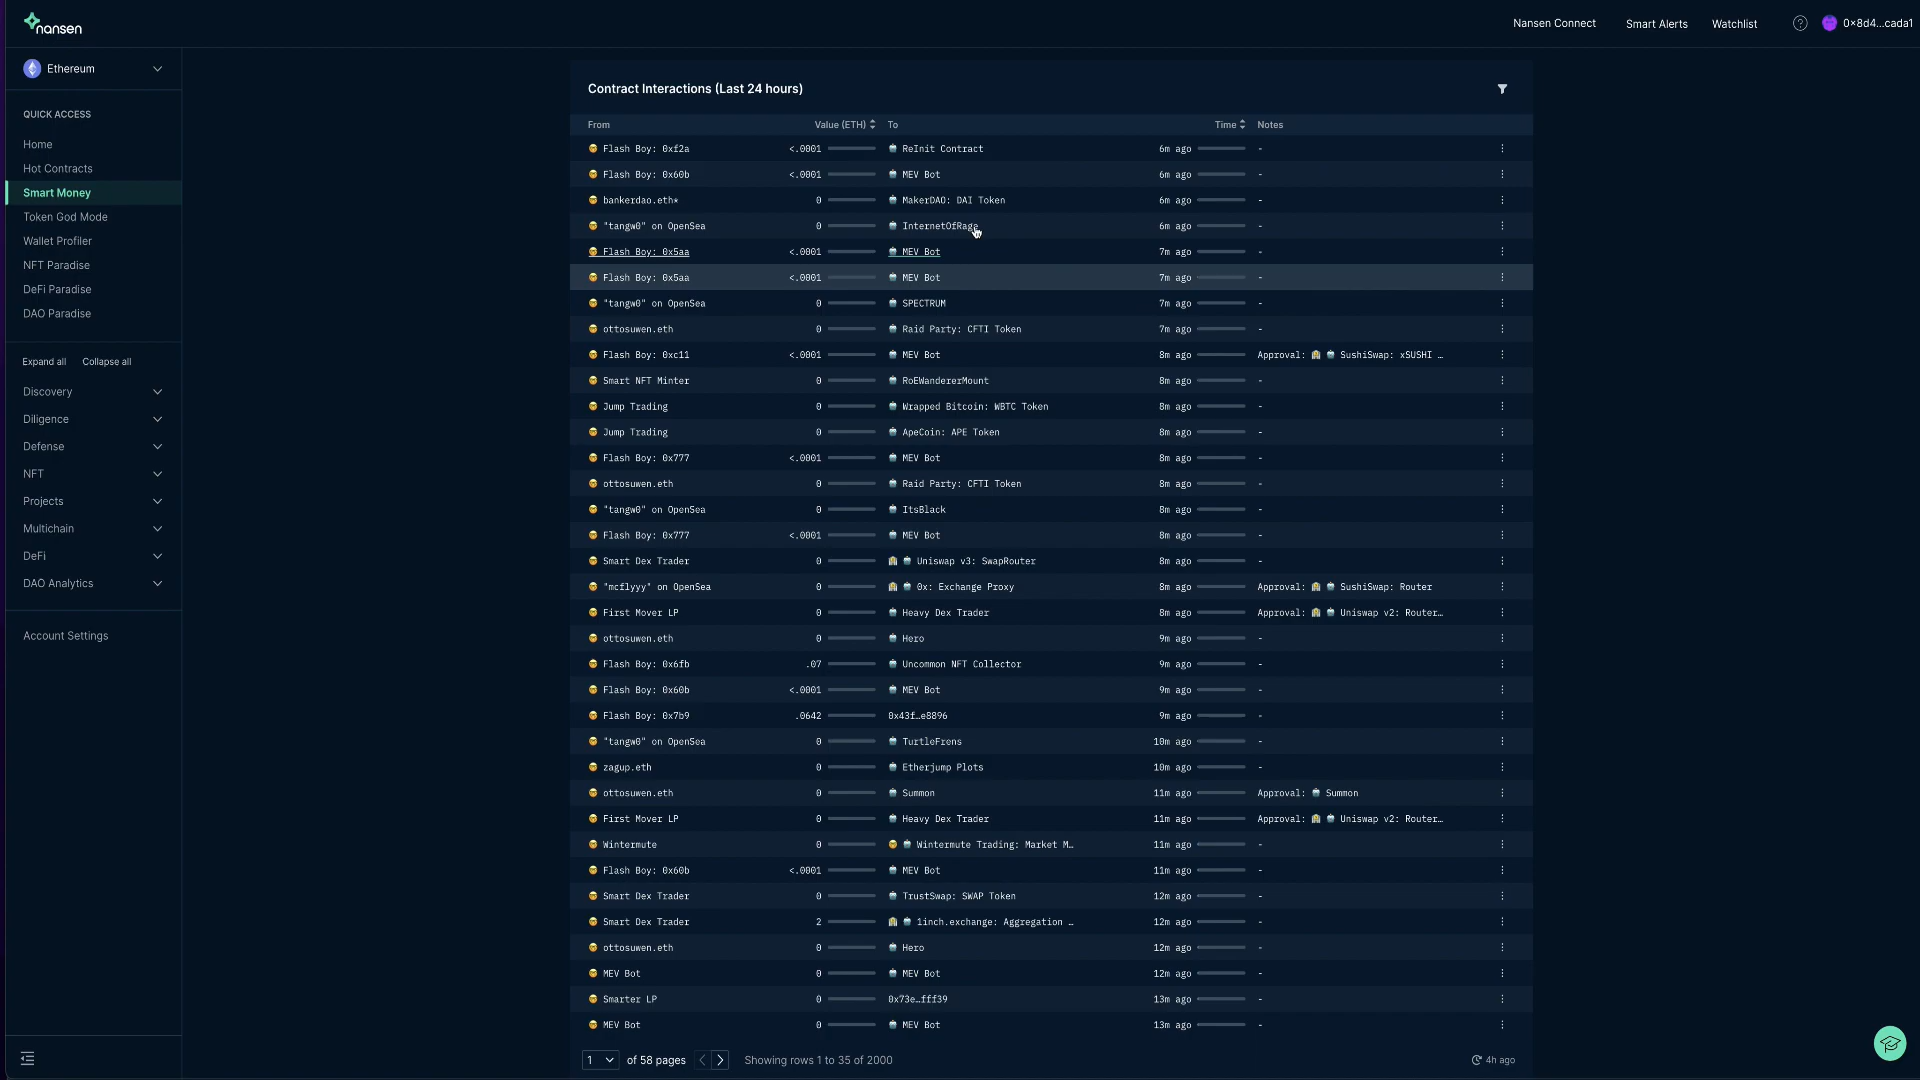 nansen
Nansen Connect Smart Alerts Watchlist 0×8d4...cada1
Ethereum
QUICK ACCESS
Home
Hot Contracts
Smart Money
Token God Mode
Wallet Profiler
NFT Paradise
DeFi Paradise
DAO Paradise
Expand all Collapse all
Discovery
Diligence
Defense
NFT
Projects
Multichain
DeFi
DAO Analytics
Account Settings
Contract Interactions (Last 24 hours)
From Value (ETH) To Time Notes
Flash Boy: 0xf2a <.0001 ReInit Contract 6m ago -
Flash Boy: 0x60b <.0001 MEV Bot 6m ago -
bankerdao.eth* 0 MakerDAO: DAI Token 6m ago -
"tangw0" on OpenSea 0 InternetOfRage 6m ago -
Flash Boy: 0x5aa <.0001 MEV Bot 7m ago -
Flash Boy: 0x5aa <.0001 MEV Bot 7m ago -
"tangw0" on OpenSea 0 SPECTRUM 7m ago -
ottosuwen.eth 0 Raid Party: CFTI Token 7m ago -
Flash Boy: 0xc11 <.0001 MEV Bot 8m ago Approval: SushiSwap: xSUSHI …
Smart NFT Minter 0 RoEWandererMount 8m ago -
Jump Trading 0 Wrapped Bitcoin: WBTC Token 8m ago -
Jump Trading 0 ApeCoin: APE Token 8m ago -
Flash Boy: 0x777 <.0001 MEV Bot 8m ago -
ottosuwen.eth 0 Raid Party: CFTI Token 8m ago -
"tangw0" on OpenSea 0 ItsBlack 8m ago -
Flash Boy: 0x777 <.0001 MEV Bot 8m ago -
Smart Dex Trader 0 Uniswap v3: SwapRouter 8m ago -
"mcflyyy" on OpenSea 0 0x: Exchange Proxy 8m ago Approval: SushiSwap: Router
First Mover LP 0 Heavy Dex Trader 8m ago Approval: Uniswap v2: Router…
ottosuwen.eth 0 Hero 9m ago -
Flash Boy: 0x6fb .07 Uncommon NFT Collector 9m ago -
Flash Boy: 0x60b <.0001 MEV Bot 9m ago -
Flash Boy: 0x7b9 .0642 0x43f…e8896 9m ago -
"tangw0" on OpenSea 0 TurtleFrens 10m ago -
zagup.eth 0 Etherjump Plots 10m ago -
ottosuwen.eth 0 Summon 11m ago Approval: Summon
First Mover LP 0 Heavy Dex Trader 11m ago Approval: Uniswap v2: Router…
Wintermute 0 Wintermute Trading: Market M… 11m ago -
Flash Boy: 0x60b <.0001 MEV Bot 11m ago -
Smart Dex Trader 0 TrustSwap: SWAP Token 12m ago -
Smart Dex Trader 2 1inch.exchange: Aggregation … 12m ago -
ottosuwen.eth 0 Hero 12m ago -
MEV Bot 0 MEV Bot 12m ago -
Smarter LP 0 0x73e…fff39 13m ago -
MEV Bot 0 MEV Bot 13m ago -
1 of 58 pages Showing rows 1 to 35 of 2000 4h ago